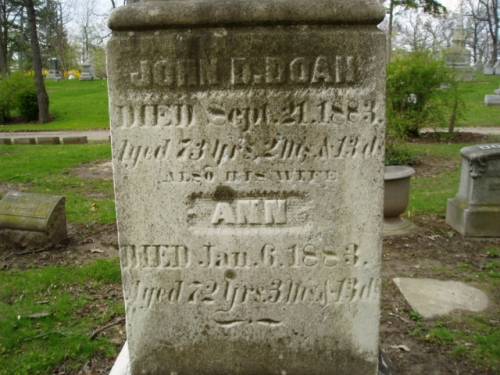 JOHN D. DOAN
DIED Sept. 21. 1883.
Aged 73 Yrs, 2 Ms, & 13 ds
ALSO HIS WIFE
ANN
DIED Jan. 6. 1883.
Aged 72 Yrs. 3 Ms, & 13 ds